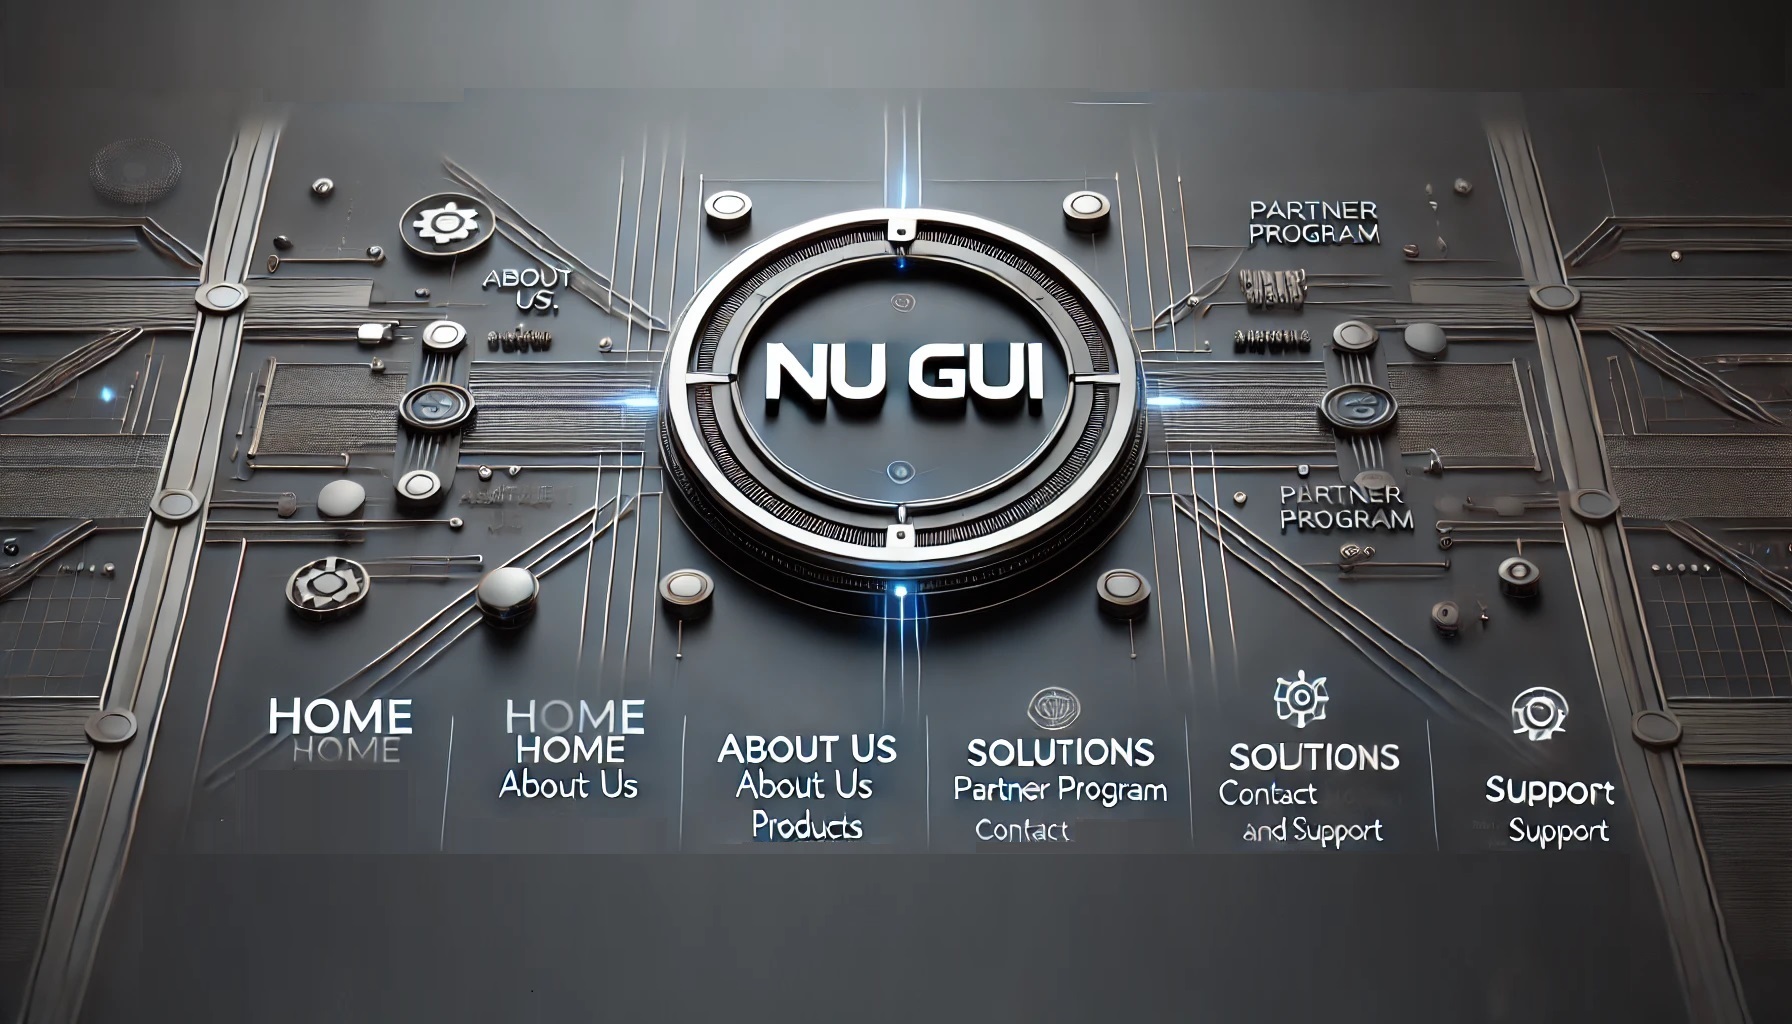 PARTNER
PROGRAM
ABOUT
US.
NU GUI
PARTNER
PROGRAM
HOME
HOME
HOME
HOME
About Us
ABOUT US
About Us
Products
SOLUTIONS
Partner Program
Contact
SOUTIONS
Contact
and Support
Support
Support